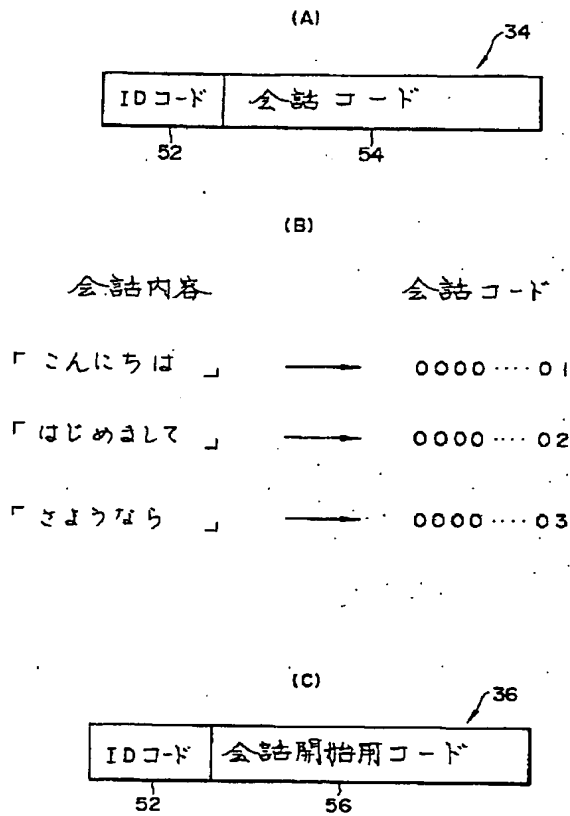 (A)
34
IDコード 会話コード
52 54
(B)
会話内容 会話コード
「こんにちは」 → 0000····01
「はじめまして」 → 0000····02
「さようなら」 → 0000····03
(C)
36
IDコード 会話開始用コード
52 56